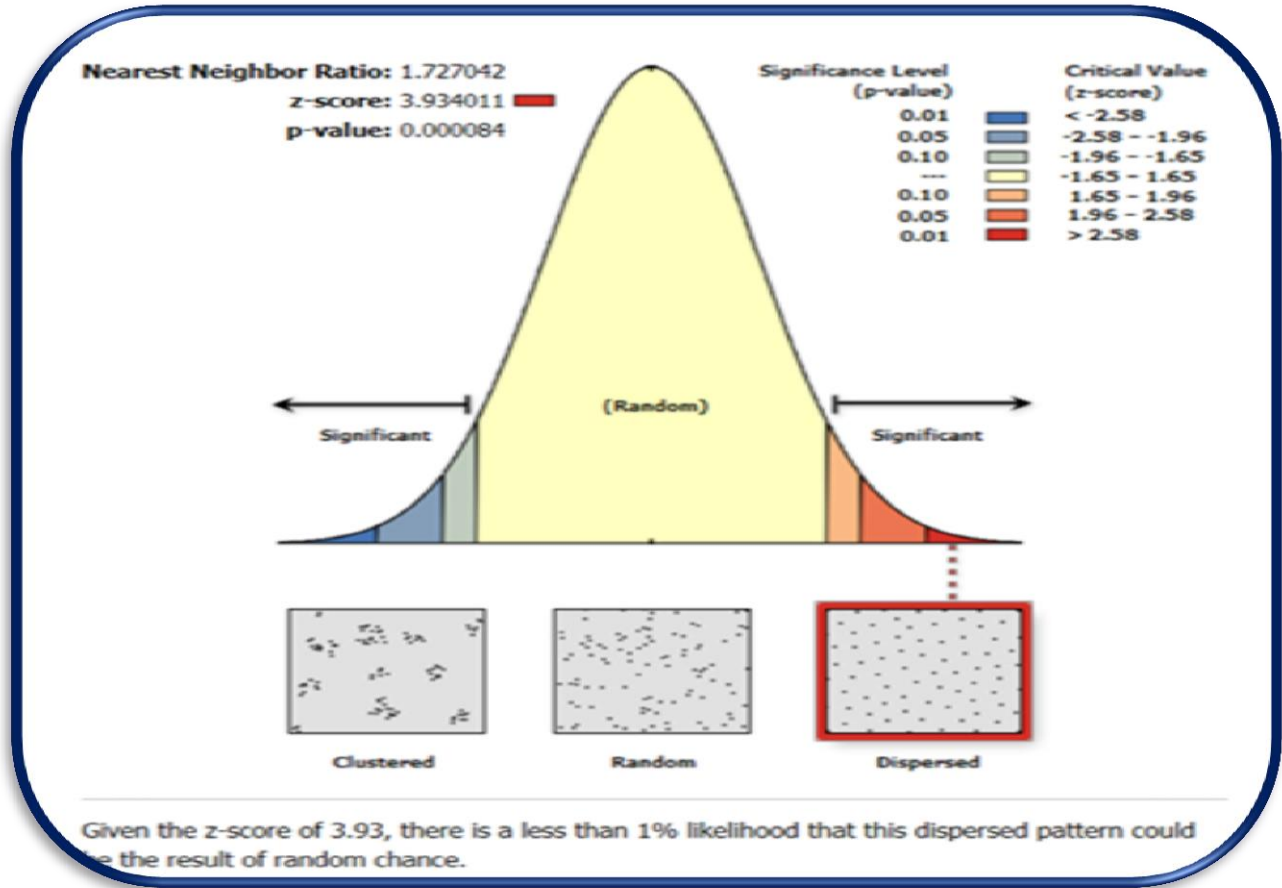 Nearest Neighbor Ratio: 1.727042
z-score: 3.934011
p-value: 0.000084
Significance Level
(p-value)
Critical Value
(z-score)
0.01 < -2.58
0.05 -2.58 - -1.96
0.10 -1.96 - -1.65
--- -1.65 - 1.65
0.10 1.65 - 1.96
0.05 1.96 - 2.58
0.01 > 2.58
(Random)
Significant
Significant
Clustered
Random
Dispersed
Given the z-score of 3.93, there is a less than 1% likelihood that this dispersed pattern could
be the result of random chance.